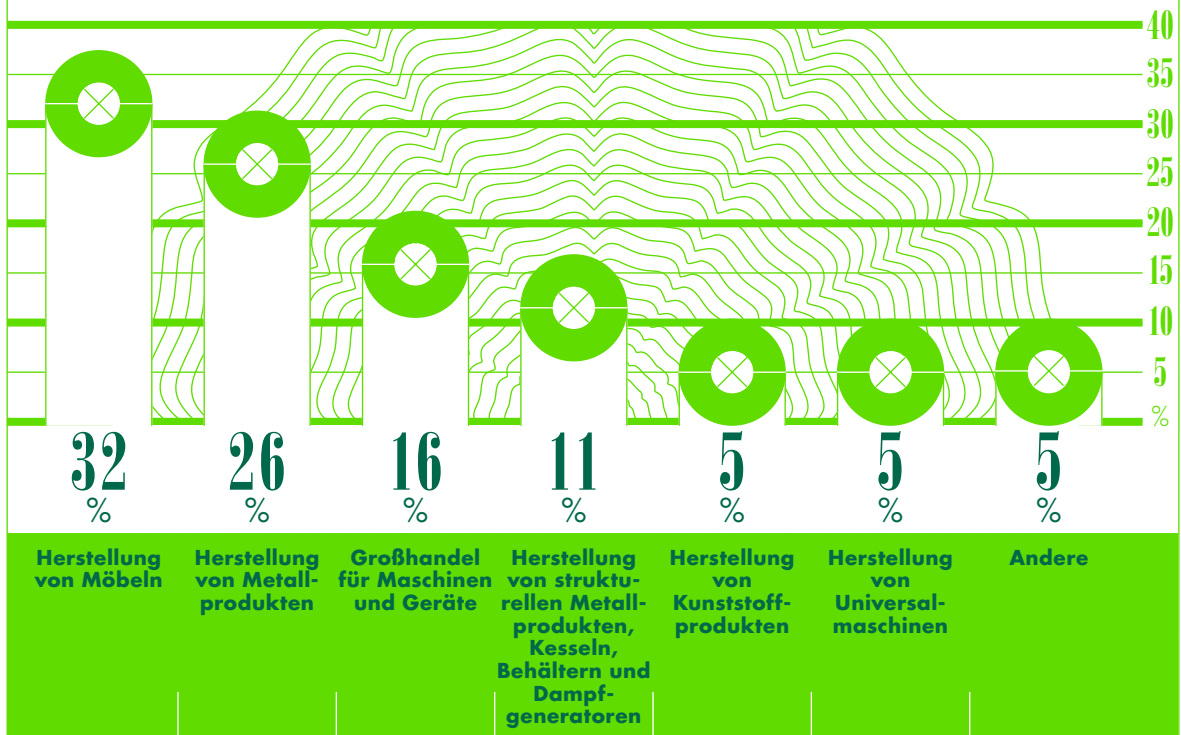 40
35
30
25
20
15
10
5
%
32
%
26
%
16
%
11
%
5
%
5
%
5
%
Herstellung
von Möbeln
Herstellung
von Metall-
produkten
Großhandel
für Maschinen
und Geräte
Herstellung
von struktu-
rellen Metall-
produkten,
Kesseln,
Behältern und
Dampf-
generatoren
Herstellung
von
Kunststoff-
produkten
Herstellung
von
Universal-
maschinen
Andere